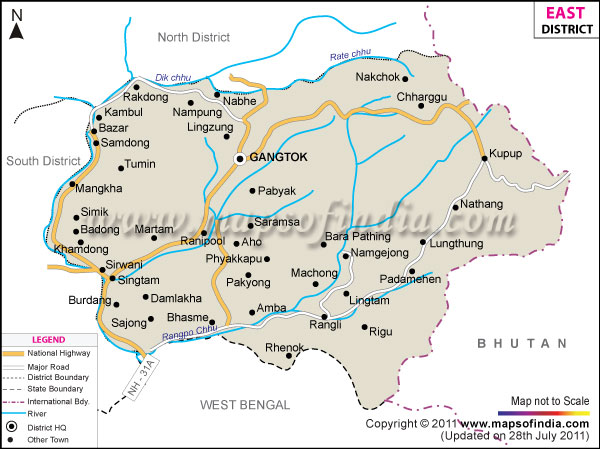 N
EAST
DISTRICT
North District
Dik chhu
Rate chhu
Nakchok
Rakdong
Nabhe
Chharggu
Kambul
Nampung
Bazar
Lingzung
Samdong
South District
Tumin
GANGTOK
Kupup
Mangkha
Pabyak
Nathang
www.mapsofindia.com
Simik
Badong
Martam
Saramsa
Khamdong
Ranipool
Aho
Bara Pathing
Lungthung
Phyakkapu
Namgejong
Sirwani
Singtam
Pakyong
Machong
Padamehen
Burdang
Damlakha
Lingtam
Sajong
Bhasme
Amba
Rangli
Rangpo Chhu
Rigu
Rhenok
BHUTAN
NH - 31A
WEST BENGAL
LEGEND
National Highway
Major Road
District Boundary
State Boundary
International Bdy.
River
District HQ
Other Town
Map not to Scale
Copyright © 2011 www.mapsofindia.com
(Updated on 28th July 2011)